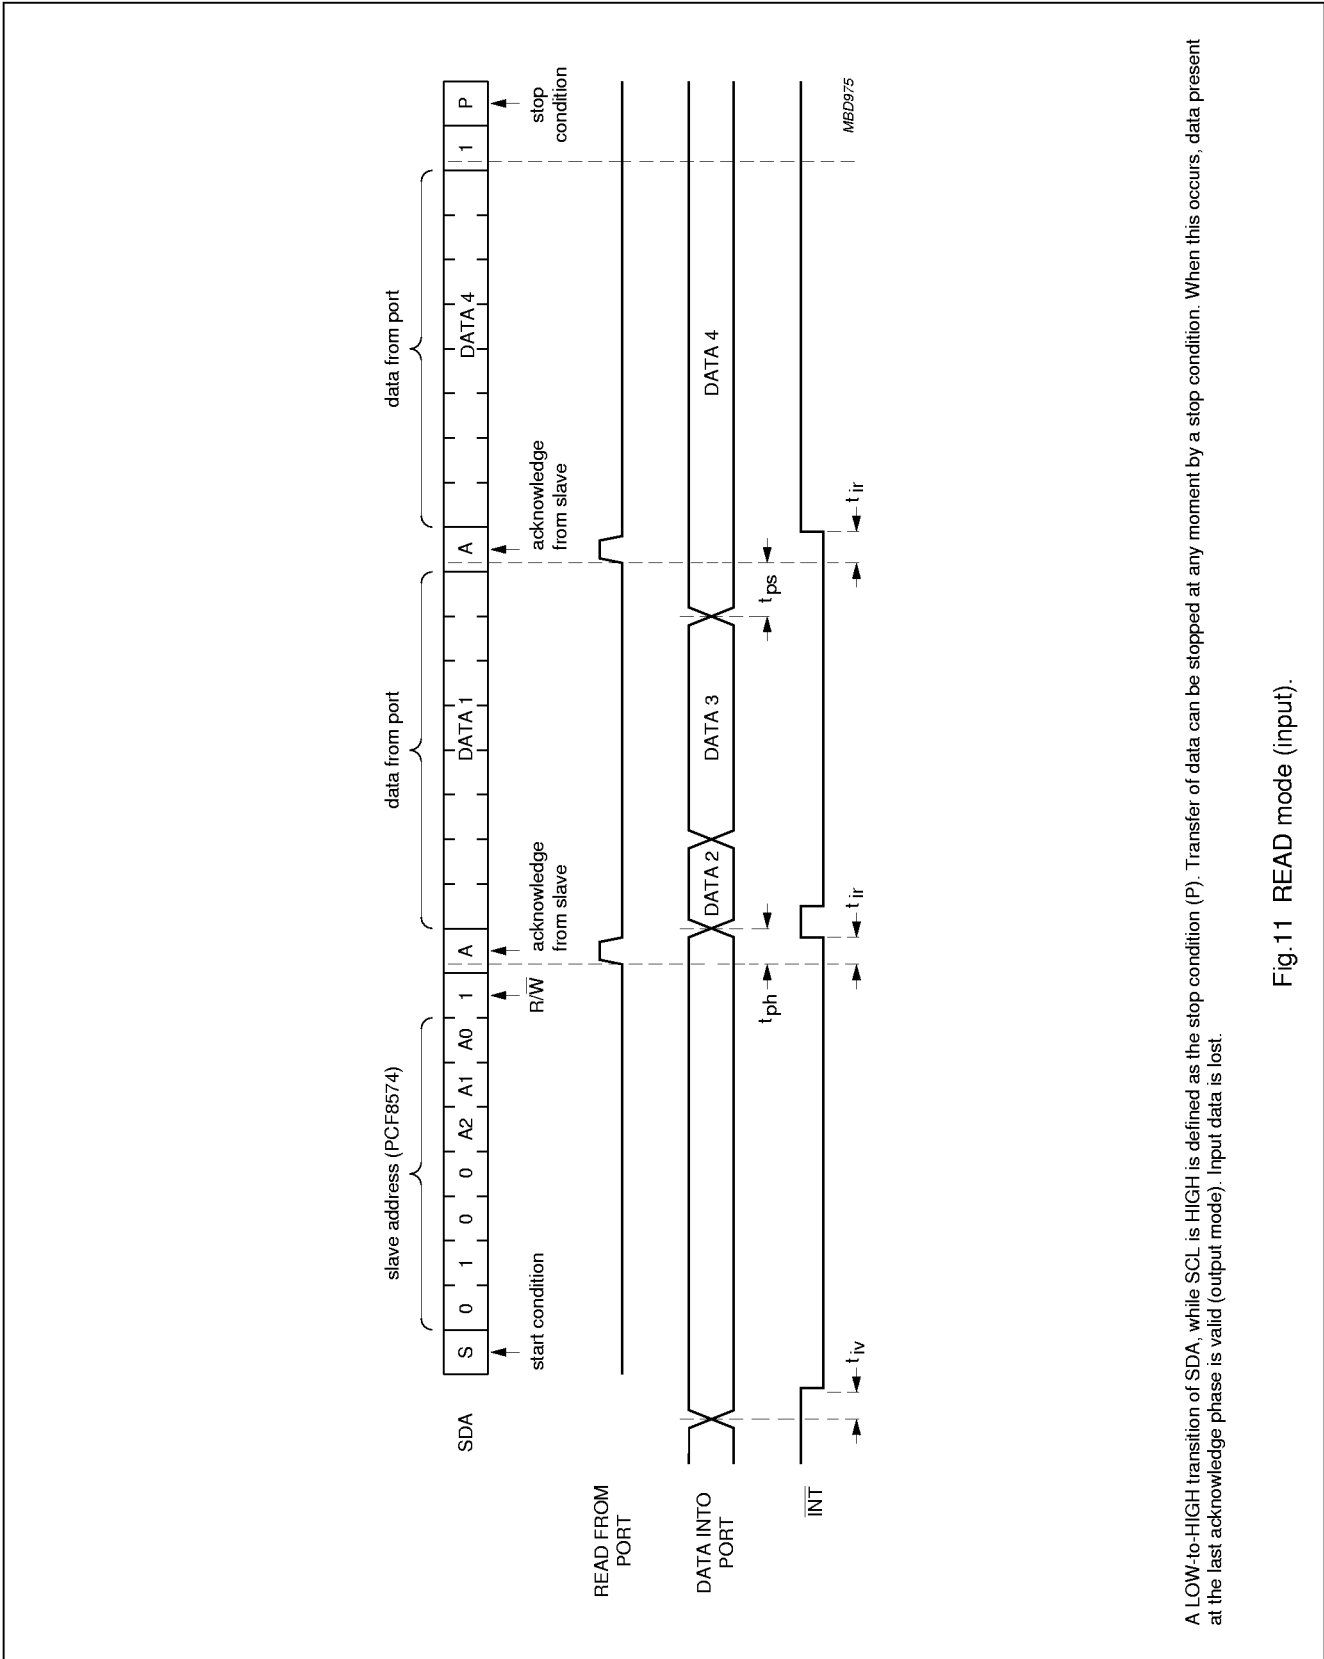 slave address (PCF8574)
data from port
data from port
SDA
S
0
1
0
0
A2
A1
A0
1
A
DATA 1
A
DATA 4
1
P
start condition
R/W
acknowledge
from slave
acknowledge
from slave
stop
condition
READ FROM
PORT
DATA INTO
PORT
DATA 2
DATA 3
DATA 4
tph
tps
INT
tiv
tir
tir
MBD975
A LOW-to-HIGH transition of SDA, while SCL is HIGH is defined as the stop condition (P). Transfer of data can be stopped at any moment by a stop condition. When this occurs, data present
at the last acknowledge phase is valid (output mode). Input data is lost.
Fig.11 READ mode (input).